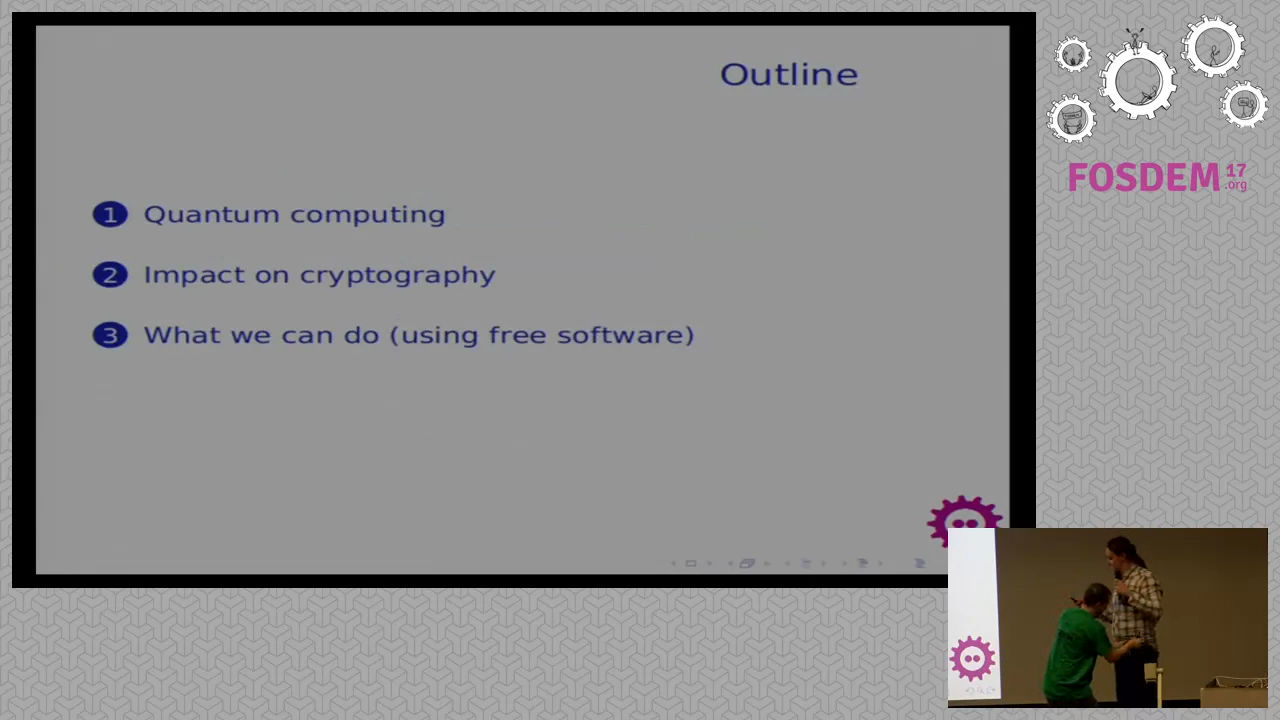 Outline
1 Quantum computing
2 Impact on cryptography
3 What we can do (using free software)
FOSDEM 17
.org